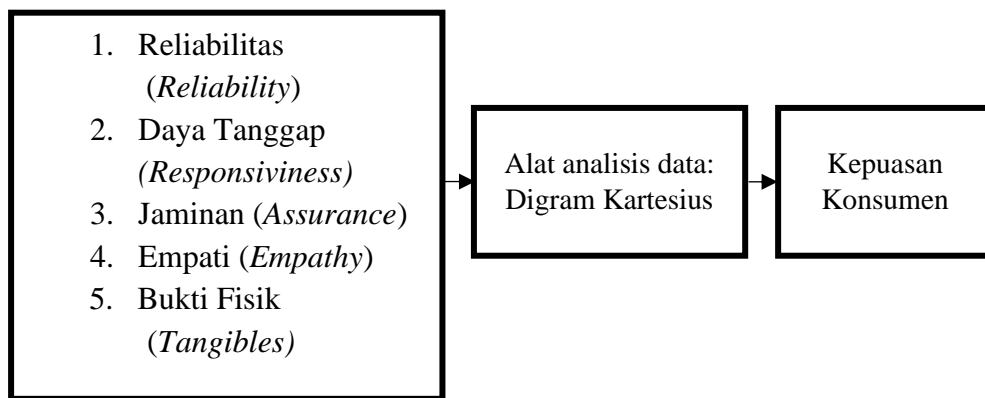 1. Reliabilitas
(Reliability)
2. Daya Tanggap
(Responsiviness)
3. Jaminan (Assurance)
4. Empati (Empathy)
5. Bukti Fisik
(Tangibles)
Alat analisis data:
Digram Kartesius
Kepuasan
Konsumen